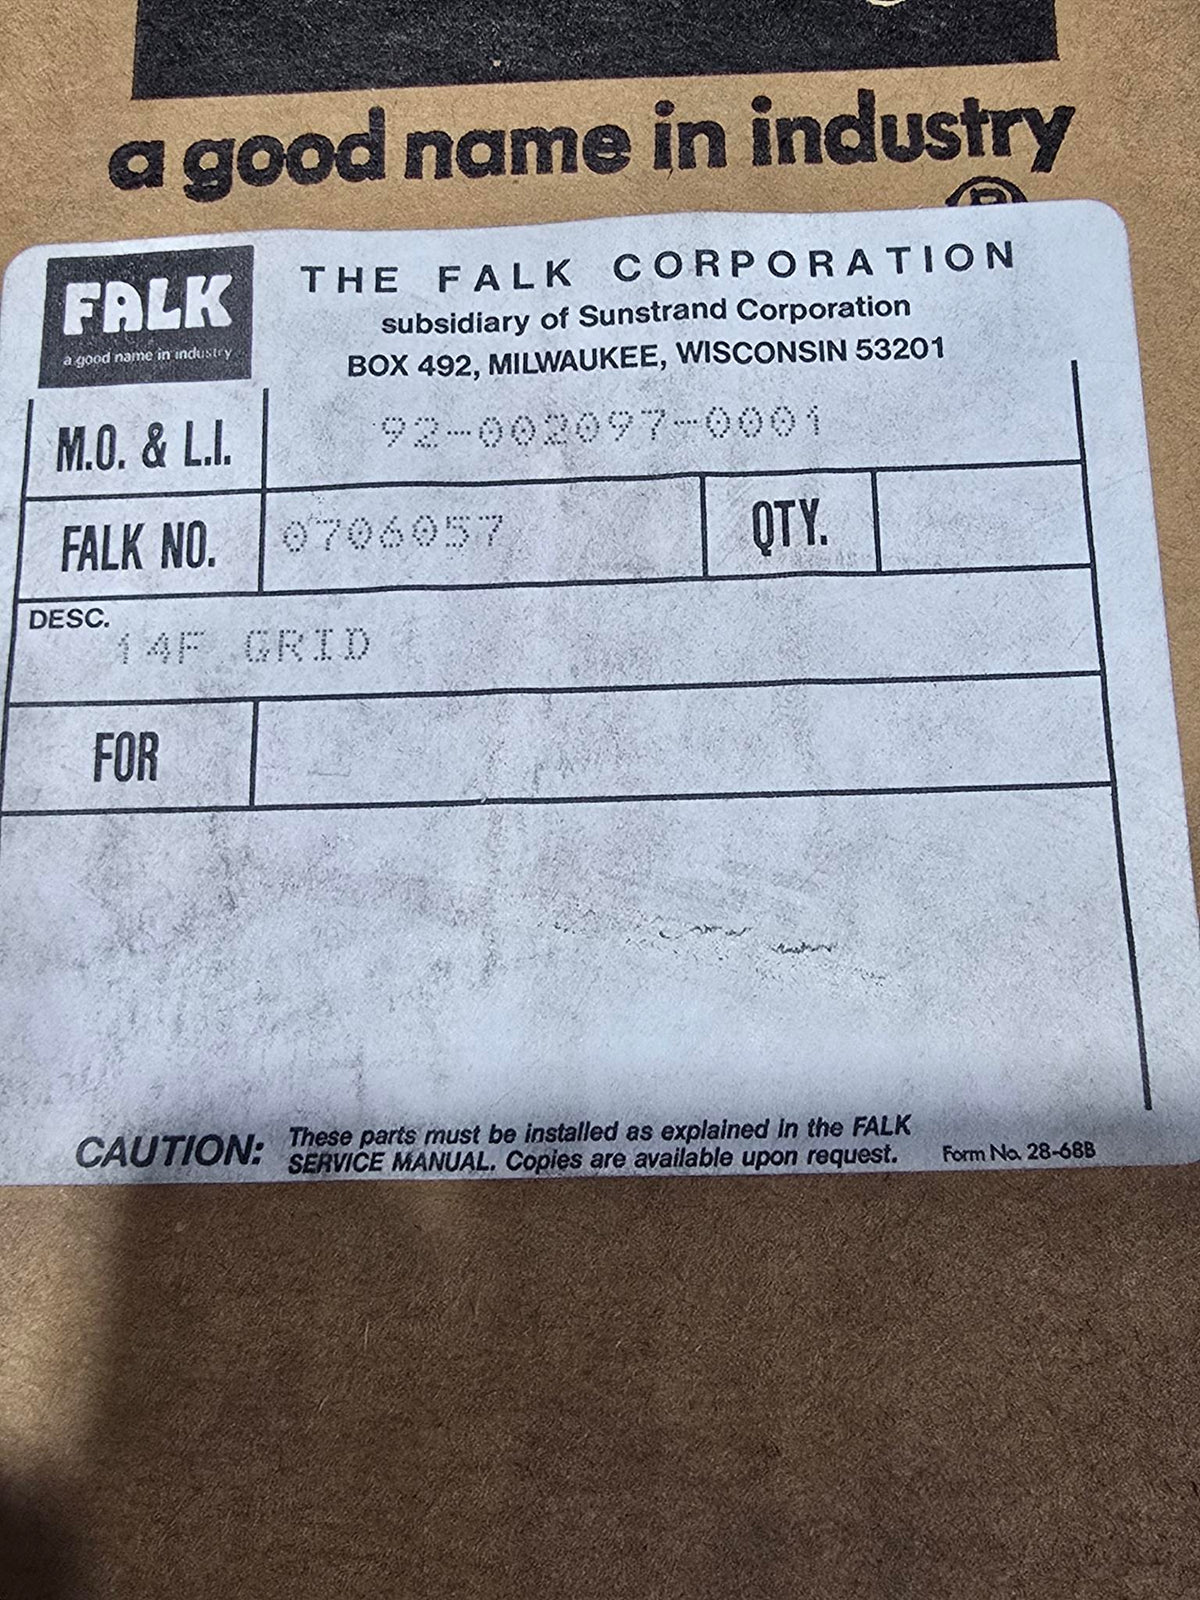 a good name in industry
®
FALK
a good name in industry
THE FALK CORPORATION
subsidiary of Sunstrand Corporation
BOX 492, MILWAUKEE, WISCONSIN 53201
M.O. & L.I. 92-002097-0001
FALK NO. 0706057 QTY.
DESC.
14F GRID
FOR
CAUTION: These parts must be installed as explained in the FALK
SERVICE MANUAL. Copies are available upon request.
Form No. 28-68B